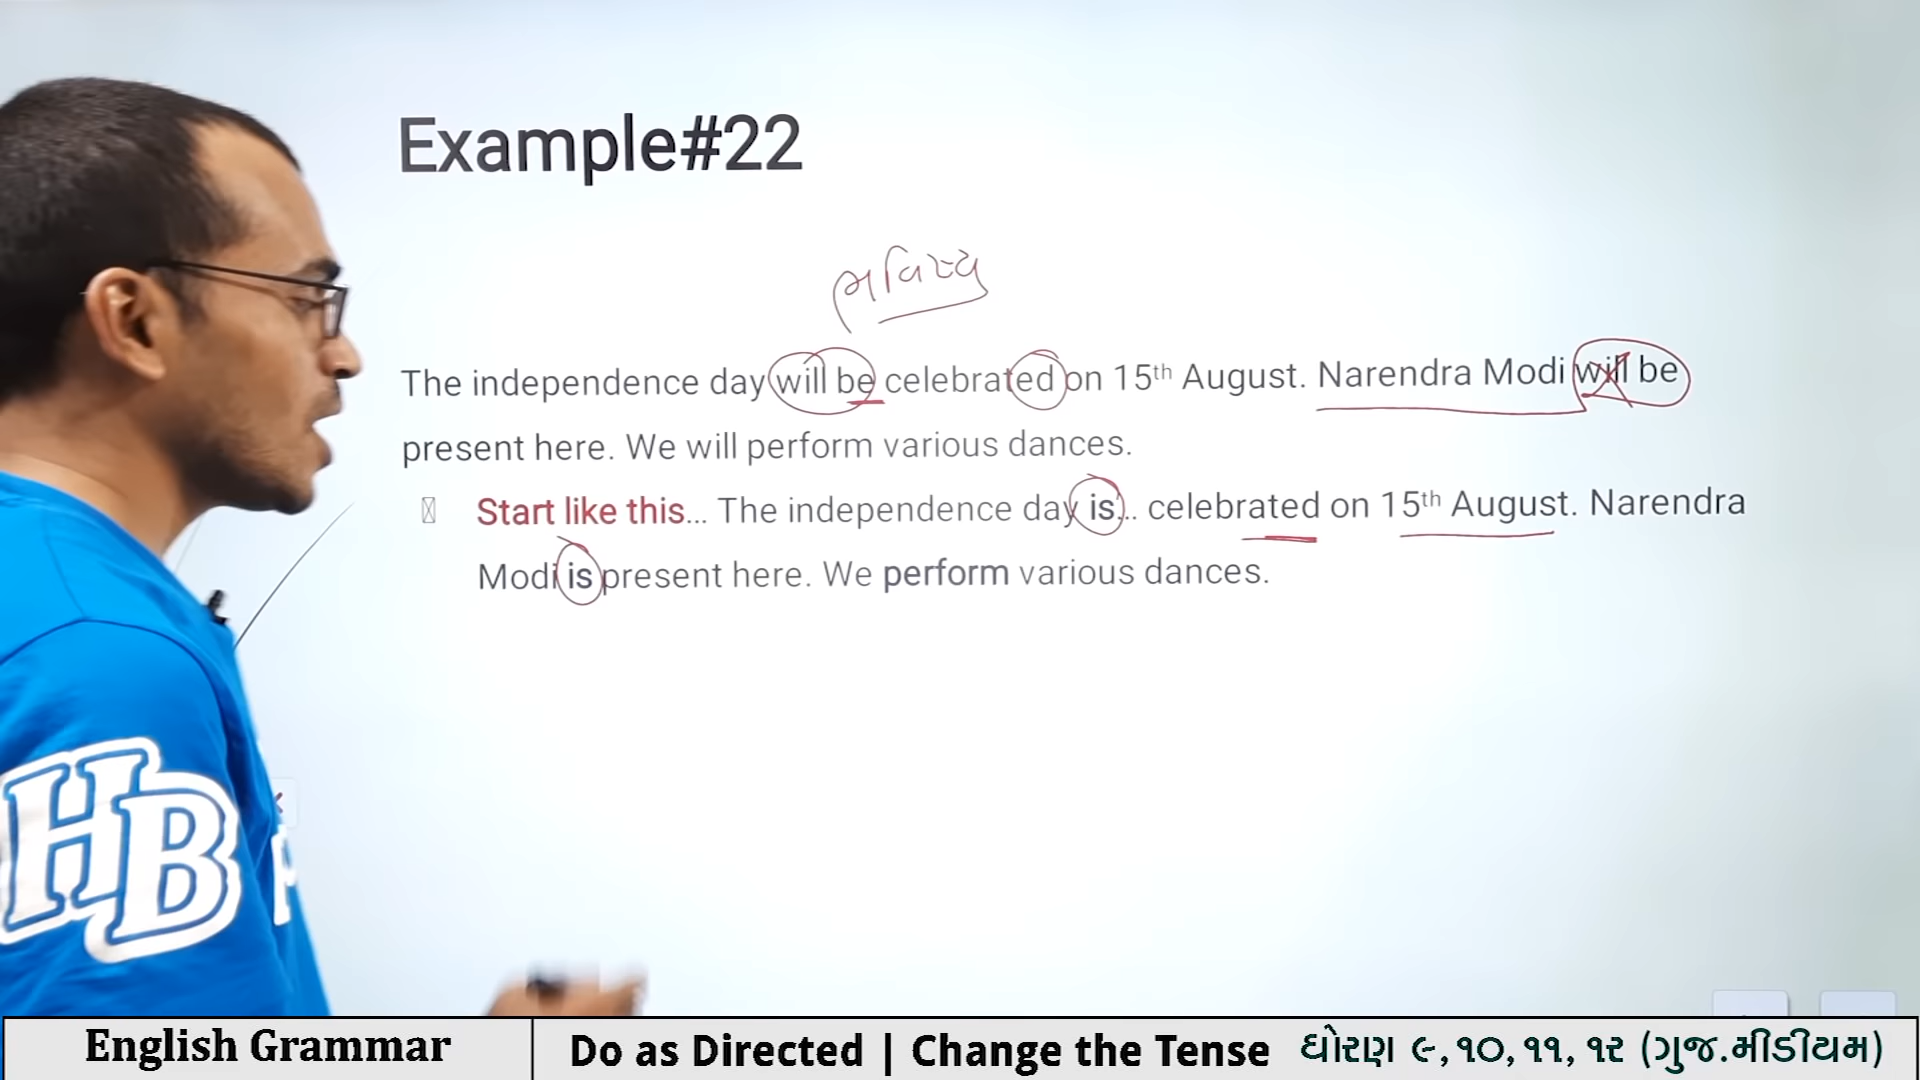 Example#22
ભવિષ્ય
The independence day will be celebrated on 15th August. Narendra Modi will be
present here. We will perform various dances.
Start like this... The independence day is... celebrated on 15th August. Narendra
Modi is present here. We perform various dances.
HB
English Grammar
Do as Directed | Change the Tense ધોરણ ૯, ૧૦, ૧૧, ૧૨ (ગુજ.મીડીયમ)